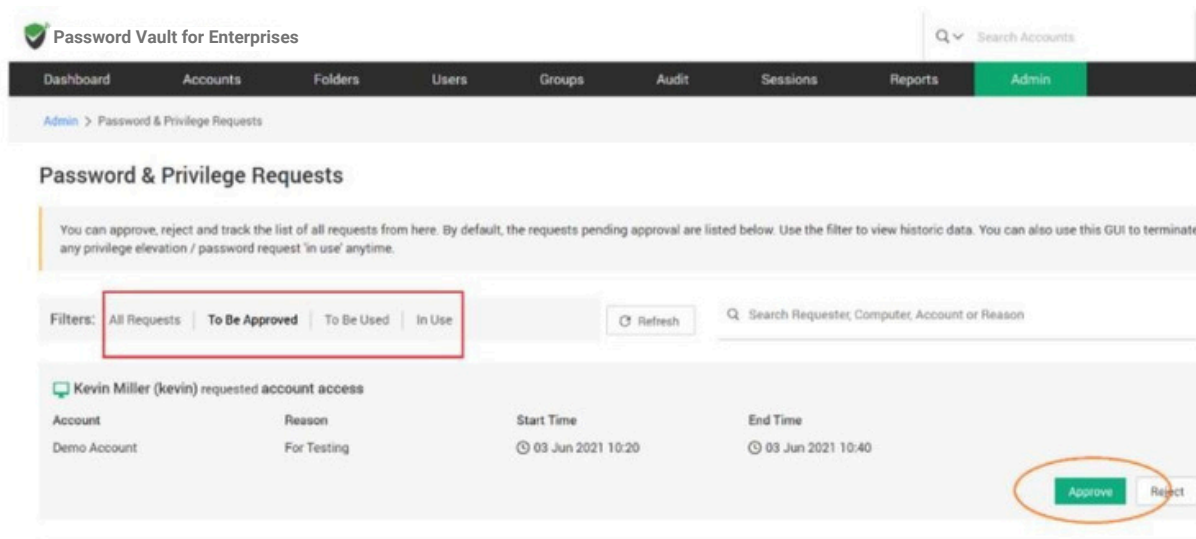 Password Vault for Enterprises
Search Accounts
Dashboard Accounts Folders Users Groups Audit Sessions Reports Admin
Admin > Password & Privilege Requests
Password & Privilege Requests
You can approve, reject and track the list of all requests from here. By default, the requests pending approval are listed below. Use the filter to view historic data. You can also use this GUI to terminate
any privilege elevation / password request 'in use' anytime.
Filters: All Requests | To Be Approved | To Be Used | In Use
Refresh
Search Requester, Computer, Account or Reason
Kevin Miller (kevin) requested account access
Account Reason Start Time End Time
Demo Account For Testing 03 Jun 2021 10:20 03 Jun 2021 10:40
Approve Reject